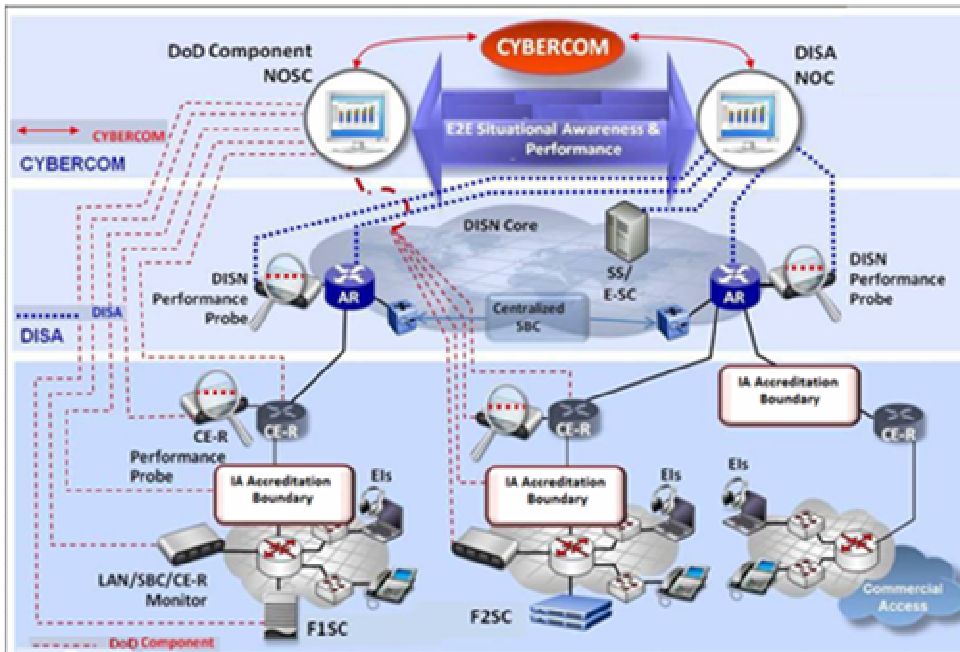 DoD Component
NOSC
CYBERCOM
DISA
NOC
E2E Situational Awareness &
Performance
CYBERCOM
CYBERCOM
DISN Core
SS/
E-SC
DISN
Performance
Probe
AR
Centralized
SBC
AR
DISN
Performance
Probe
DISA
DISA
IA Accreditation
Boundary
CE-R
CE-R
CE-R
CE-R
Performance
Probe
IA Accreditation
Boundary
EIs
IA Accreditation
Boundary
EIs
EIs
LAN/SBC/CE-R
Monitor
F1SC
F2SC
Commercial
Access
DoD Component